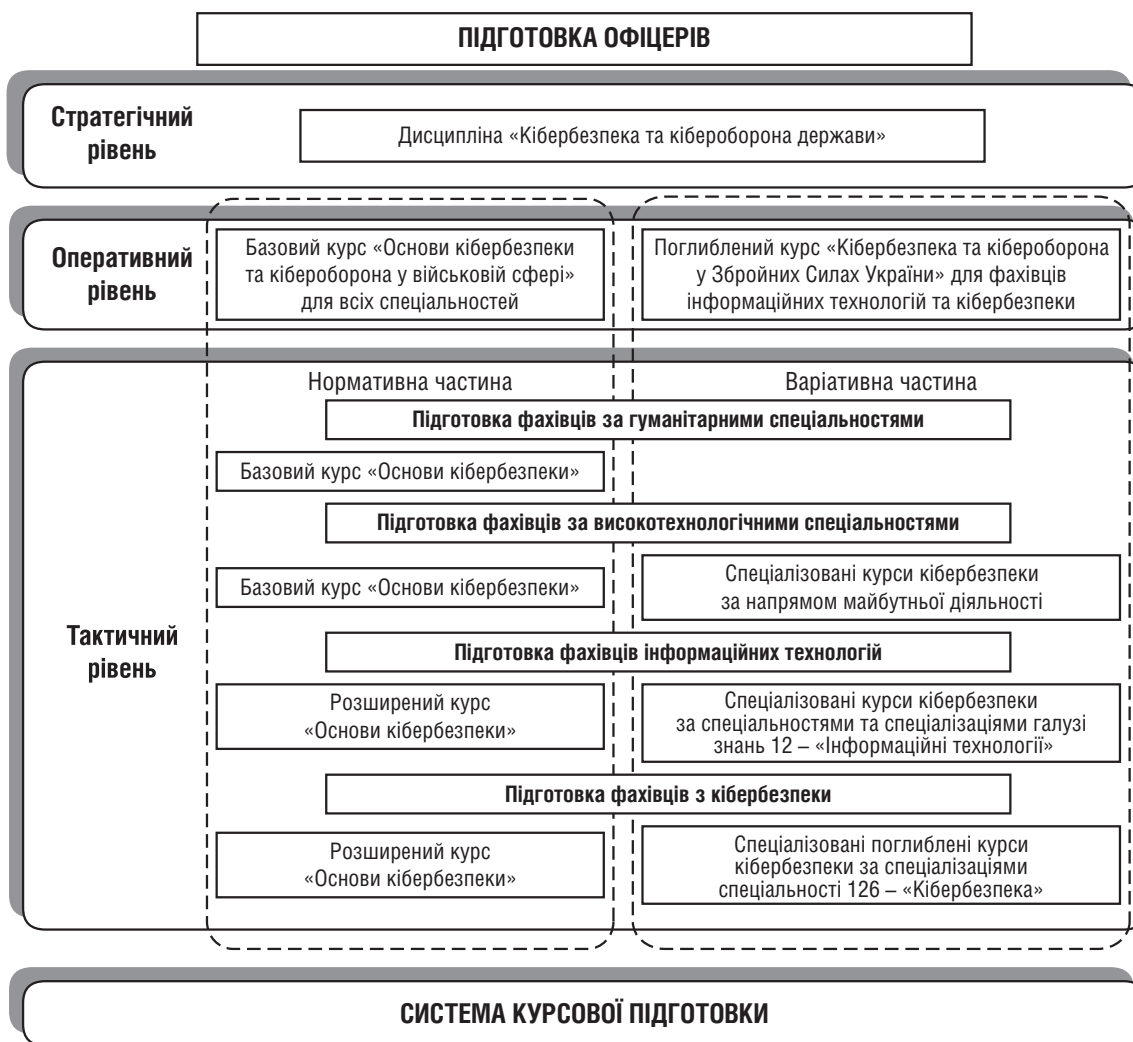 ПІДГОТОВКА ОФІЦЕРІВ
Стратегічний
рівень
Дисципліна «Кібербезпека та кібероборона держави»
Оперативний
рівень
Базовий курс «Основи кібербезпеки
та кібероборона у військовій сфері»
для всіх спеціальностей
Поглиблений курс «Кібербезпека та кібероборона
у Збройних Силах України» для фахівців
інформаційних технологій та кібербезпеки
Тактичний
рівень
Нормативна частина
Варіативна частина
Підготовка фахівців за гуманітарними спеціальностями
Базовий курс «Основи кібербезпеки»
Підготовка фахівців за високотехнологічними спеціальностями
Базовий курс «Основи кібербезпеки»
Спеціалізовані курси кібербезпеки
за напрямом майбутньої діяльності
Підготовка фахівців інформаційних технологій
Розширений курс
«Основи кібербезпеки»
Спеціалізовані курси кібербезпеки
за спеціальностями та спеціалізаціями галузі
знань 12 – «Інформаційні технології»
Підготовка фахівців з кібербезпеки
Розширений курс
«Основи кібербезпеки»
Спеціалізовані поглиблені курси
кібербезпеки за спеціалізаціями
спеціальності 126 – «Кібербезпека»
СИСТЕМА КУРСОВОЇ ПІДГОТОВКИ